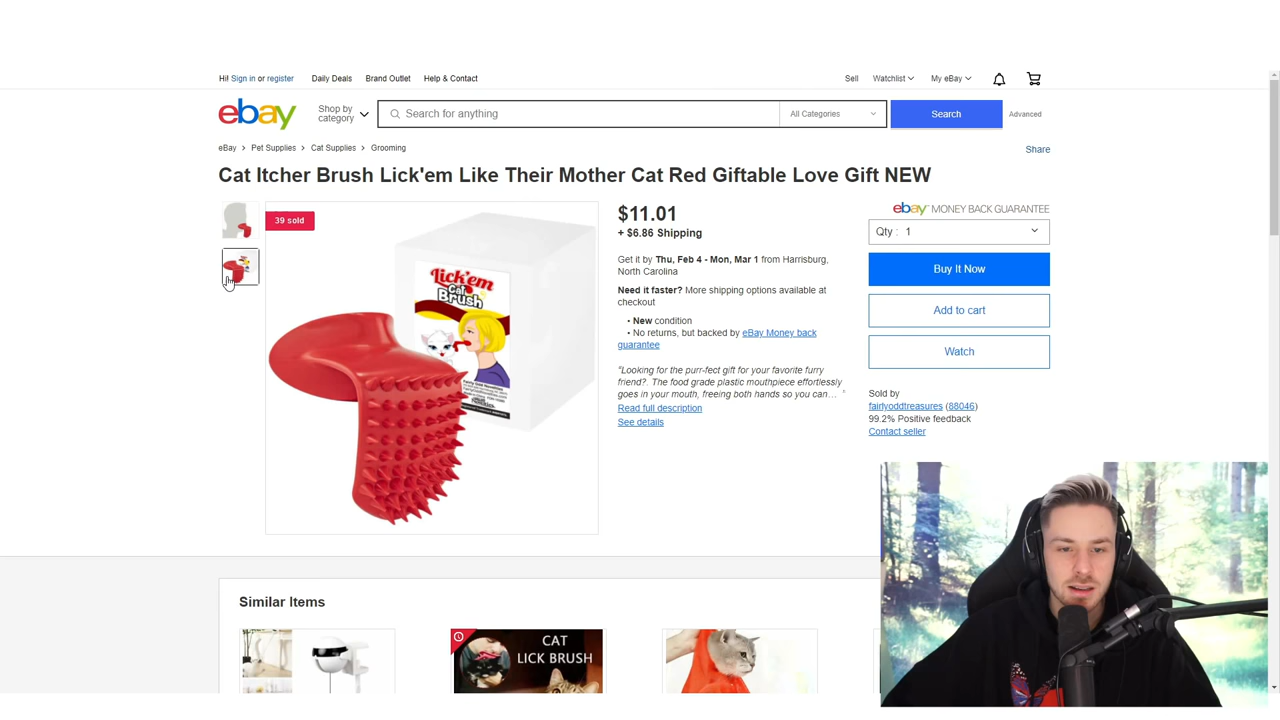 Hi! Sign in or register
Daily Deals
Brand Outlet
Help & Contact
Sell
Watchlist
My eBay
ebay
Shop by
category
Search for anything
All Categories
Search
Advanced
eBay > Pet Supplies > Cat Supplies > Grooming
Share
Cat Itcher Brush Lick'em Like Their Mother Cat Red Giftable Love Gift NEW
39 sold
Lick'em
Cat
Brush
$11.01
+ $6.86 Shipping
Get it by Thu, Feb 4 - Mon, Mar 1 from Harrisburg,
North Carolina
Need it faster? More shipping options available at
checkout
• New condition
• No returns, but backed by eBay Money back
guarantee
"Looking for the purr-fect gift for your favorite furry
friend?. The food grade plastic mouthpiece effortlessly
goes in your mouth, freeing both hands so you can… "
Read full description
See details
ebay MONEY BACK GUARANTEE
Qty : 1
Buy It Now
Add to cart
Watch
Sold by
fairlyoddtreasures (88046)
99.2% Positive feedback
Contact seller
Similar Items
CAT
LICK BRUSH